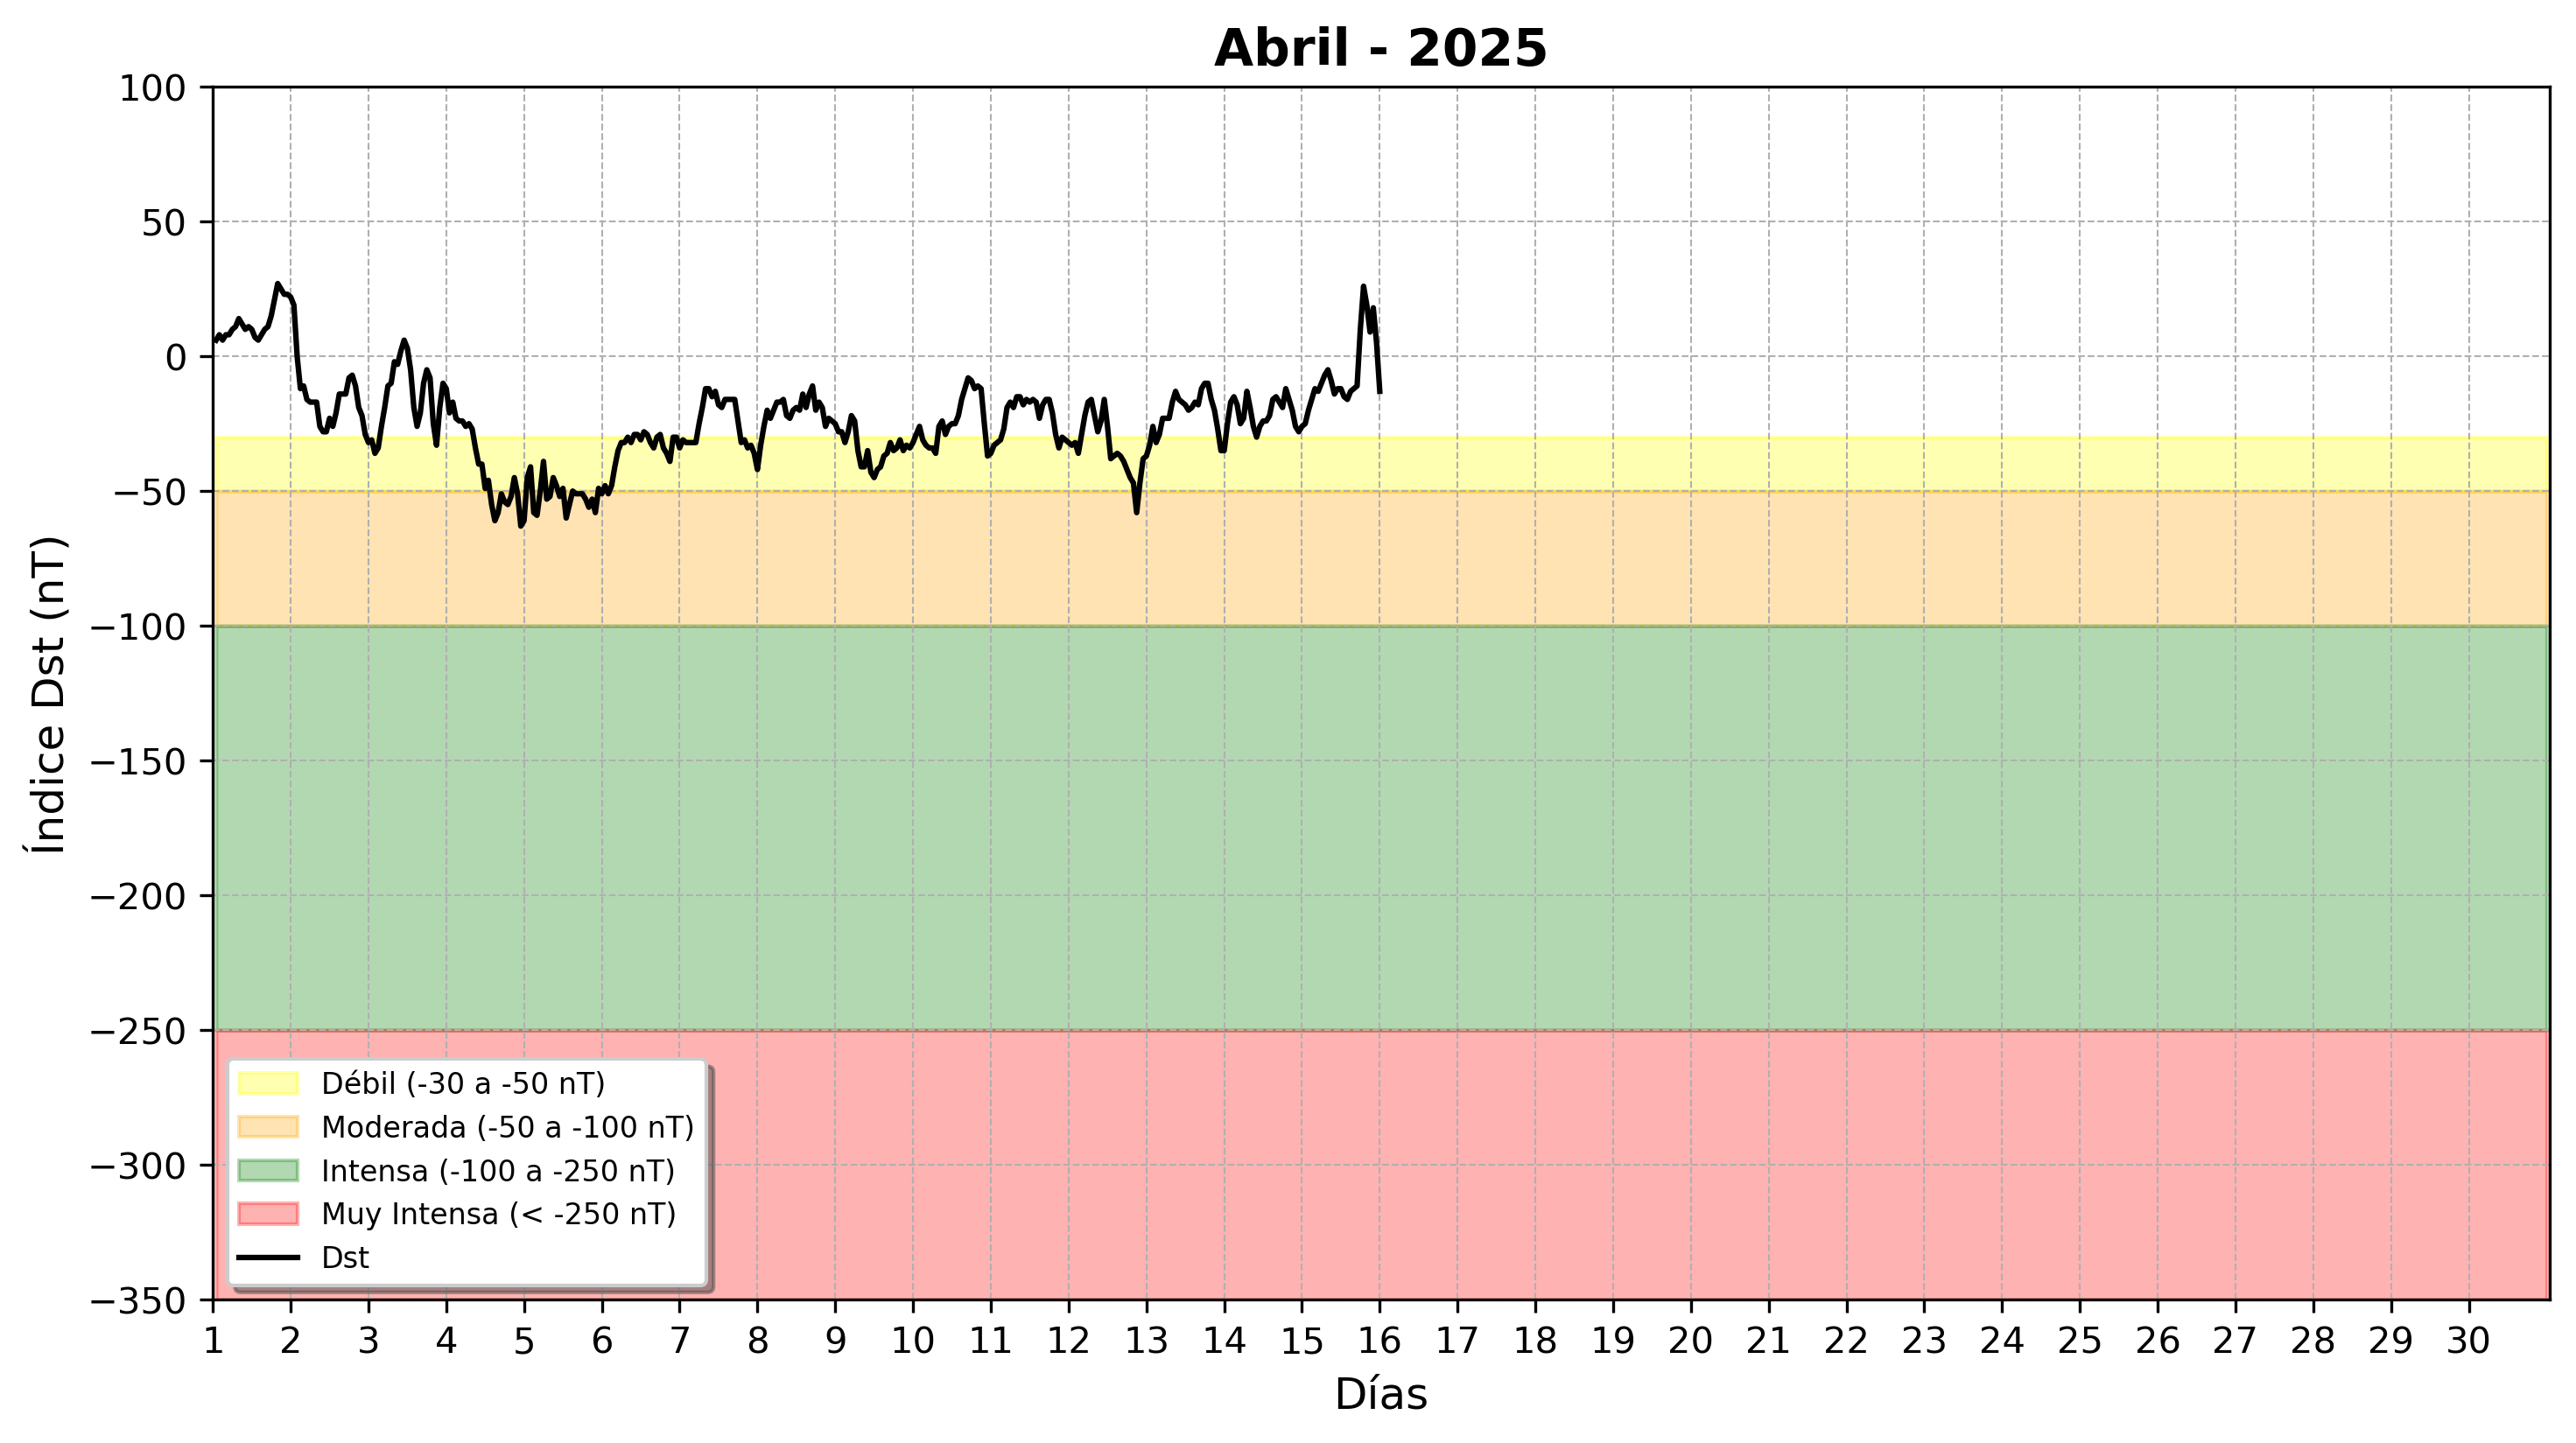 Abril - 2025
100
50
0
−50
−100
−150
−200
−250
−300
−350
Índice Dst (nT)
Débil (-30 a -50 nT)
Moderada (-50 a -100 nT)
Intensa (-100 a -250 nT)
Muy Intensa (< -250 nT)
Dst
1 2 3 4 5 6 7 8 9 10 11 12 13 14 15 16 17 18 19 20 21 22 23 24 25 26 27 28 29 30
Días